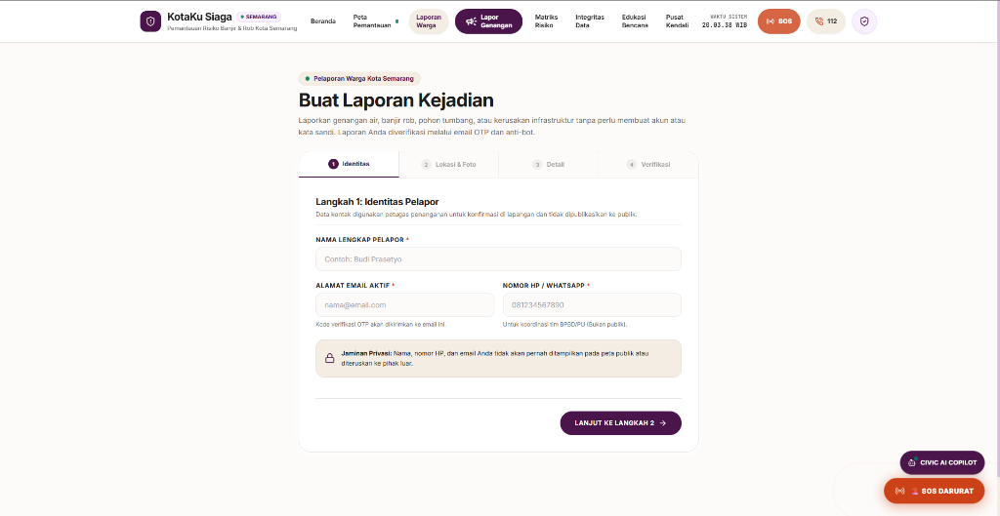 KotaKu Siaga
SEMARANG
Pemantauan Risiko Banjir & Rob Kota Semarang
Beranda
Peta
Pemantauan
Laporan
Warga
Lapor
Genangan
Matriks
Risiko
Integritas
Data
Edukasi
Bencana
Pusat
Kendali
WAKTU SISTEM
20.03.38 WIB
SOS
112
Pelaporan Warga Kota Semarang
Buat Laporan Kejadian
Laporkan genangan air, banjir rob, pohon tumbang, atau kerusakan infrastruktur tanpa perlu membuat akun atau
kata sandi. Laporan Anda diverifikasi melalui email OTP dan anti-bot.
1 Identitas
2 Lokasi & Foto
3 Detail
4 Verifikasi
Langkah 1: Identitas Pelapor
Data kontak digunakan petugas penanganan untuk konfirmasi di lapangan dan tidak dipublikasikan ke publik.
NAMA LENGKAP PELAPOR *
Contoh: Budi Prasetyo
ALAMAT EMAIL AKTIF *
NOMOR HP / WHATSAPP *
nama@email.com
081234567890
Kode verifikasi OTP akan dikirimkan ke email ini.
Untuk koordinasi tim BPBD/PU (Bukan publik).
Jaminan Privasi: Nama, nomor HP, dan email Anda tidak akan pernah ditampilkan pada peta publik atau
diteruskan ke pihak luar.
LANJUT KE LANGKAH 2 →
CIVIC AI COPILOT
SOS DARURAT